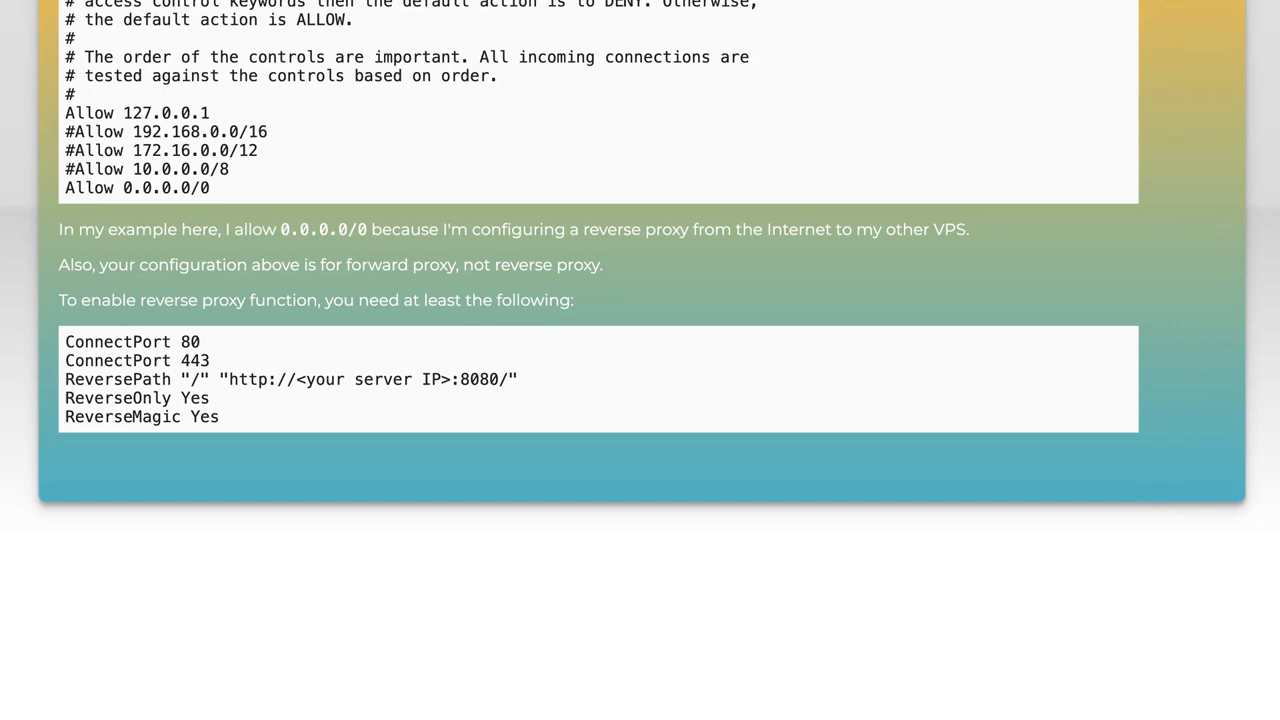 # access control keywords then the default action is to DENY. Otherwise,
# the default action is ALLOW.
#
# The order of the controls are important. All incoming connections are
# tested against the controls based on order.
#
Allow 127.0.0.1
#Allow 192.168.0.0/16
#Allow 172.16.0.0/12
#Allow 10.0.0.0/8
Allow 0.0.0.0/0
In my example here, I allow 0.0.0.0/0 because I'm configuring a reverse proxy from the Internet to my other VPS.
Also, your configuration above is for forward proxy, not reverse proxy.
To enable reverse proxy function, you need at least the following:
ConnectPort 80
ConnectPort 443
ReversePath "/" "http://<your server IP>:8080/"
ReverseOnly Yes
ReverseMagic Yes